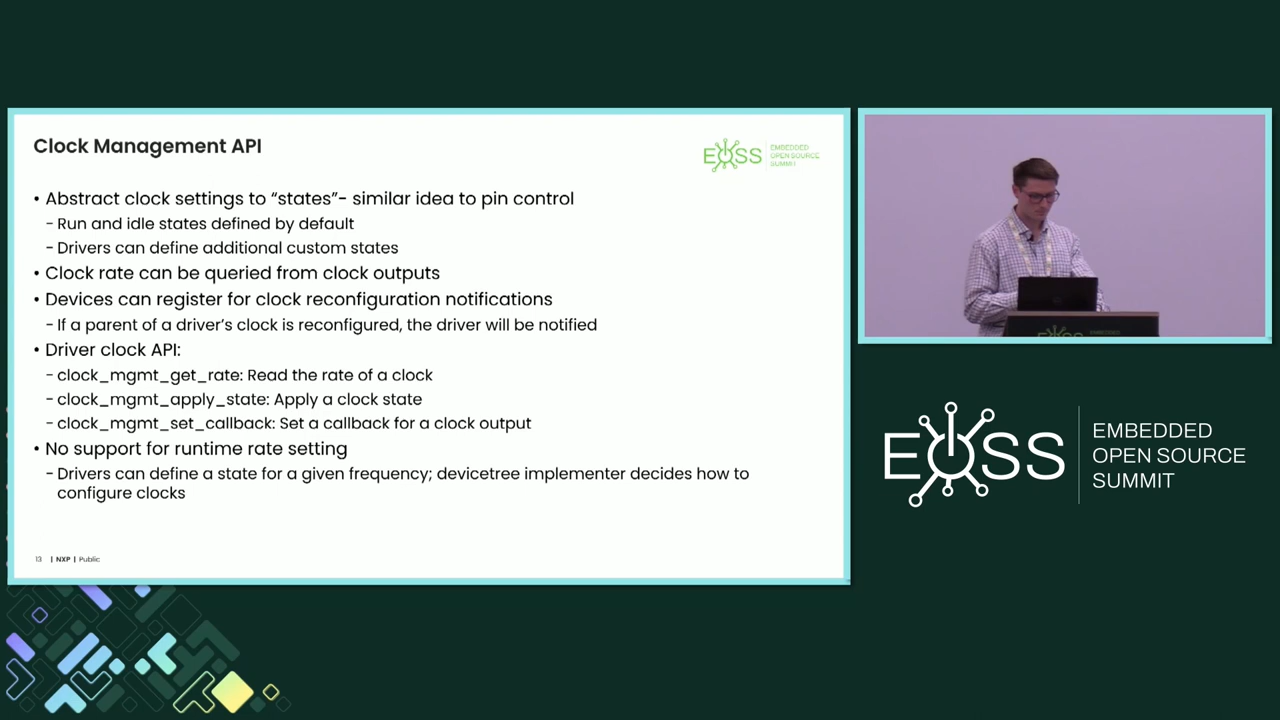 Clock Management API
EOSS EMBEDDED
OPEN SOURCE
SUMMIT
• Abstract clock settings to “states”- similar idea to pin control
- Run and idle states defined by default
- Drivers can define additional custom states
• Clock rate can be queried from clock outputs
• Devices can register for clock reconfiguration notifications
- If a parent of a driver’s clock is reconfigured, the driver will be notified
• Driver clock API:
- clock_mgmt_get_rate: Read the rate of a clock
- clock_mgmt_apply_state: Apply a clock state
- clock_mgmt_set_callback: Set a callback for a clock output
• No support for runtime rate setting
- Drivers can define a state for a given frequency; devicetree implementer decides how to
configure clocks
13 | NXP | Public
EOSS
EMBEDDED
OPEN SOURCE
SUMMIT